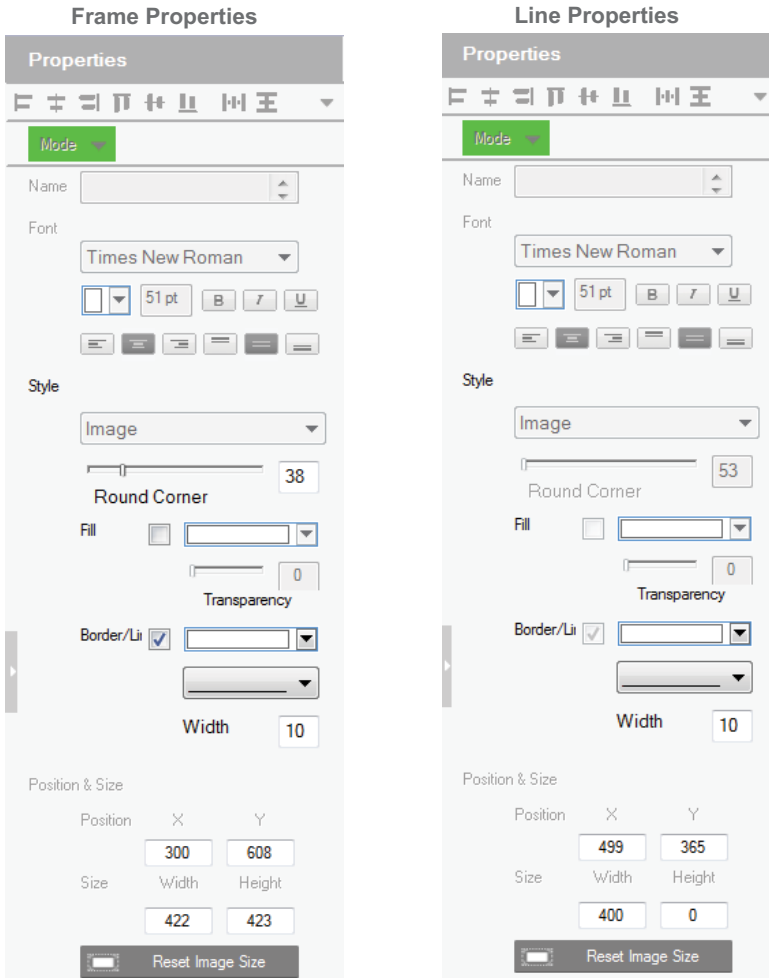 Frame Properties
Properties
Mode
Name
Font
Times New Roman
51 pt B I U
Style
Image
38
Round Corner
Fill
0
Transparency
Border/Li
Width 10
Position & Size
Position X Y
300 608
Size Width Height
422 423
Reset Image Size
Line Properties
Properties
Mode
Name
Font
Times New Roman
51 pt B I U
Style
Image
53
Round Corner
Fill
0
Transparency
Border/Li
Width 10
Position & Size
Position X Y
499 365
Size Width Height
400 0
Reset Image Size